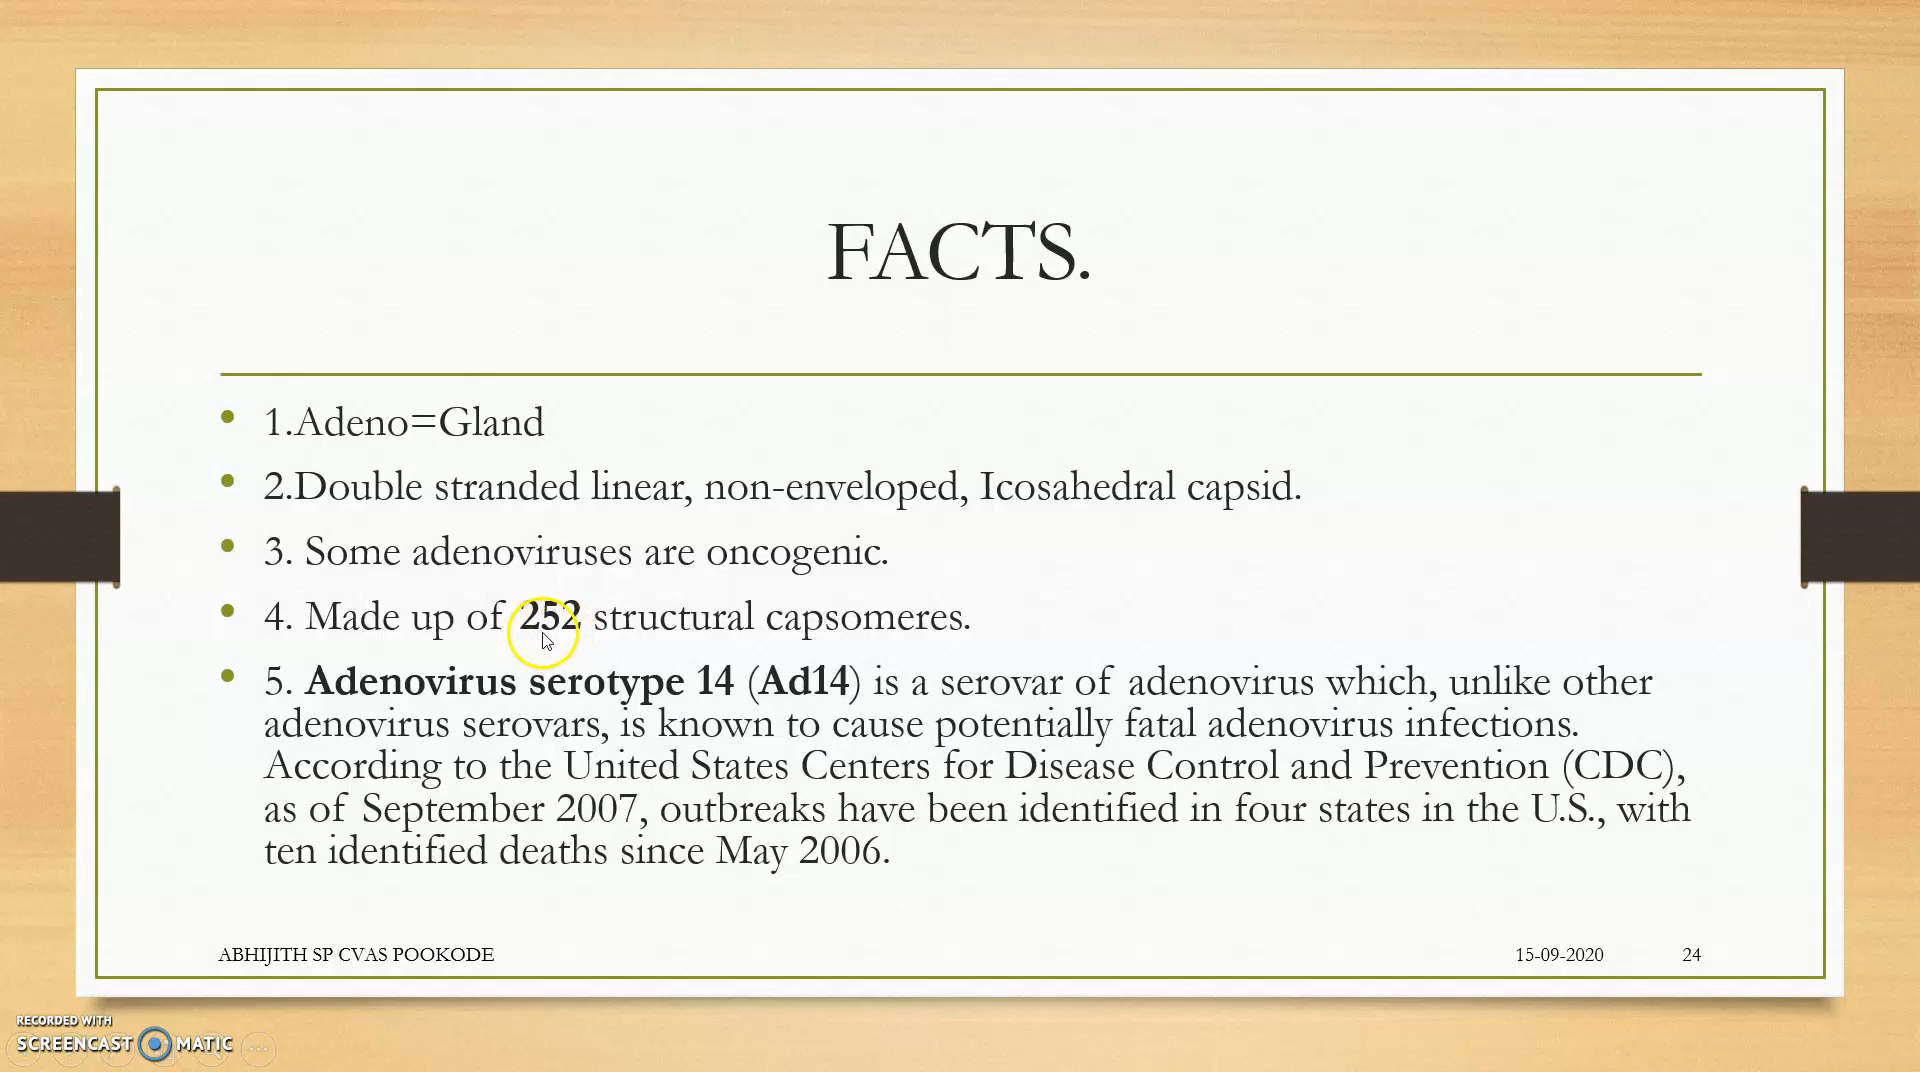 FACTS.
• 1.Adeno=Gland
• 2.Double stranded linear, non-enveloped, Icosahedral capsid.
• 3. Some adenoviruses are oncogenic.
• 4. Made up of 252 structural capsomeres.
• 5. Adenovirus serotype 14 (Ad14) is a serovar of adenovirus which, unlike other
adenovirus serovars, is known to cause potentially fatal adenovirus infections.
According to the United States Centers for Disease Control and Prevention (CDC),
as of September 2007, outbreaks have been identified in four states in the U.S., with
ten identified deaths since May 2006.
ABHIJITH SP CVAS POOKODE 15-09-2020 24
RECORDED WITH
SCREENCAST MATIC